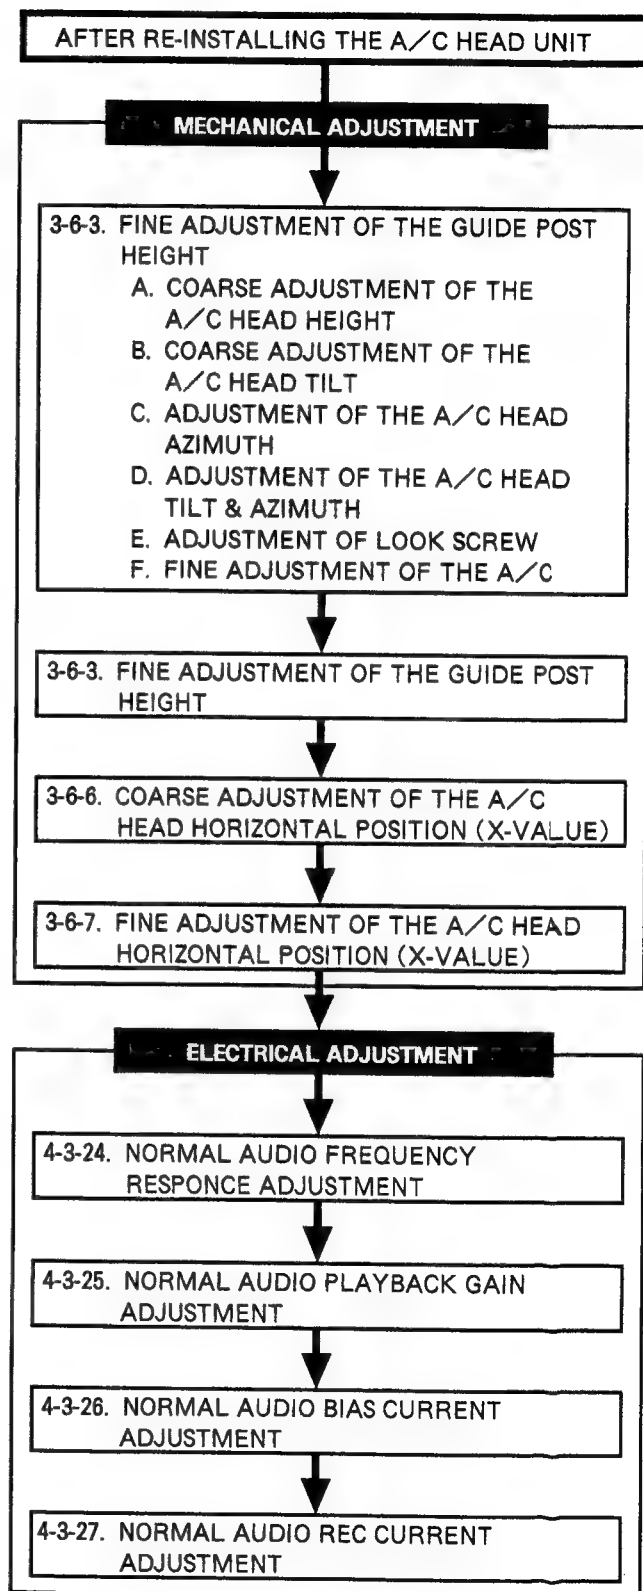 AFTER RE-INSTALLING THE A/C HEAD UNIT
MECHANICAL ADJUSTMENT
3-6-3. FINE ADJUSTMENT OF THE GUIDE POST
HEIGHT
A. COARSE ADJUSTMENT OF THE
A/C HEAD HEIGHT
B. COARSE ADJUSTMENT OF THE
A/C HEAD TILT
C. ADJUSTMENT OF THE A/C HEAD
AZIMUTH
D. ADJUSTMENT OF THE A/C HEAD
TILT & AZIMUTH
E. ADJUSTMENT OF LOOK SCREW
F. FINE ADJUSTMENT OF THE A/C
3-6-3. FINE ADJUSTMENT OF THE GUIDE POST
HEIGHT
3-6-6. COARSE ADJUSTMENT OF THE A/C
HEAD HORIZONTAL POSITION (X-VALUE)
3-6-7. FINE ADJUSTMENT OF THE A/C HEAD
HORIZONTAL POSITION (X-VALUE)
ELECTRICAL ADJUSTMENT
4-3-24. NORMAL AUDIO FREQUENCY
RESPONCE ADJUSTMENT
4-3-25. NORMAL AUDIO PLAYBACK GAIN
ADJUSTMENT
4-3-26. NORMAL AUDIO BIAS CURRENT
ADJUSTMENT
4-3-27. NORMAL AUDIO REC CURRENT
ADJUSTMENT